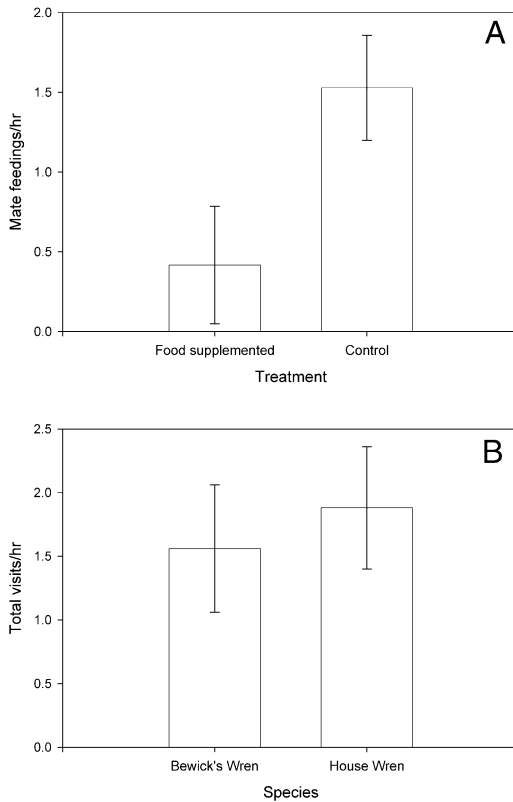 A
Mate feedings/hr
2.0
1.5
1.0
0.5
0.0
Food supplemented Control
Treatment
B
Total visits/hr
2.5
2.0
1.5
1.0
0.5
0.0
Bewick's Wren House Wren
Species